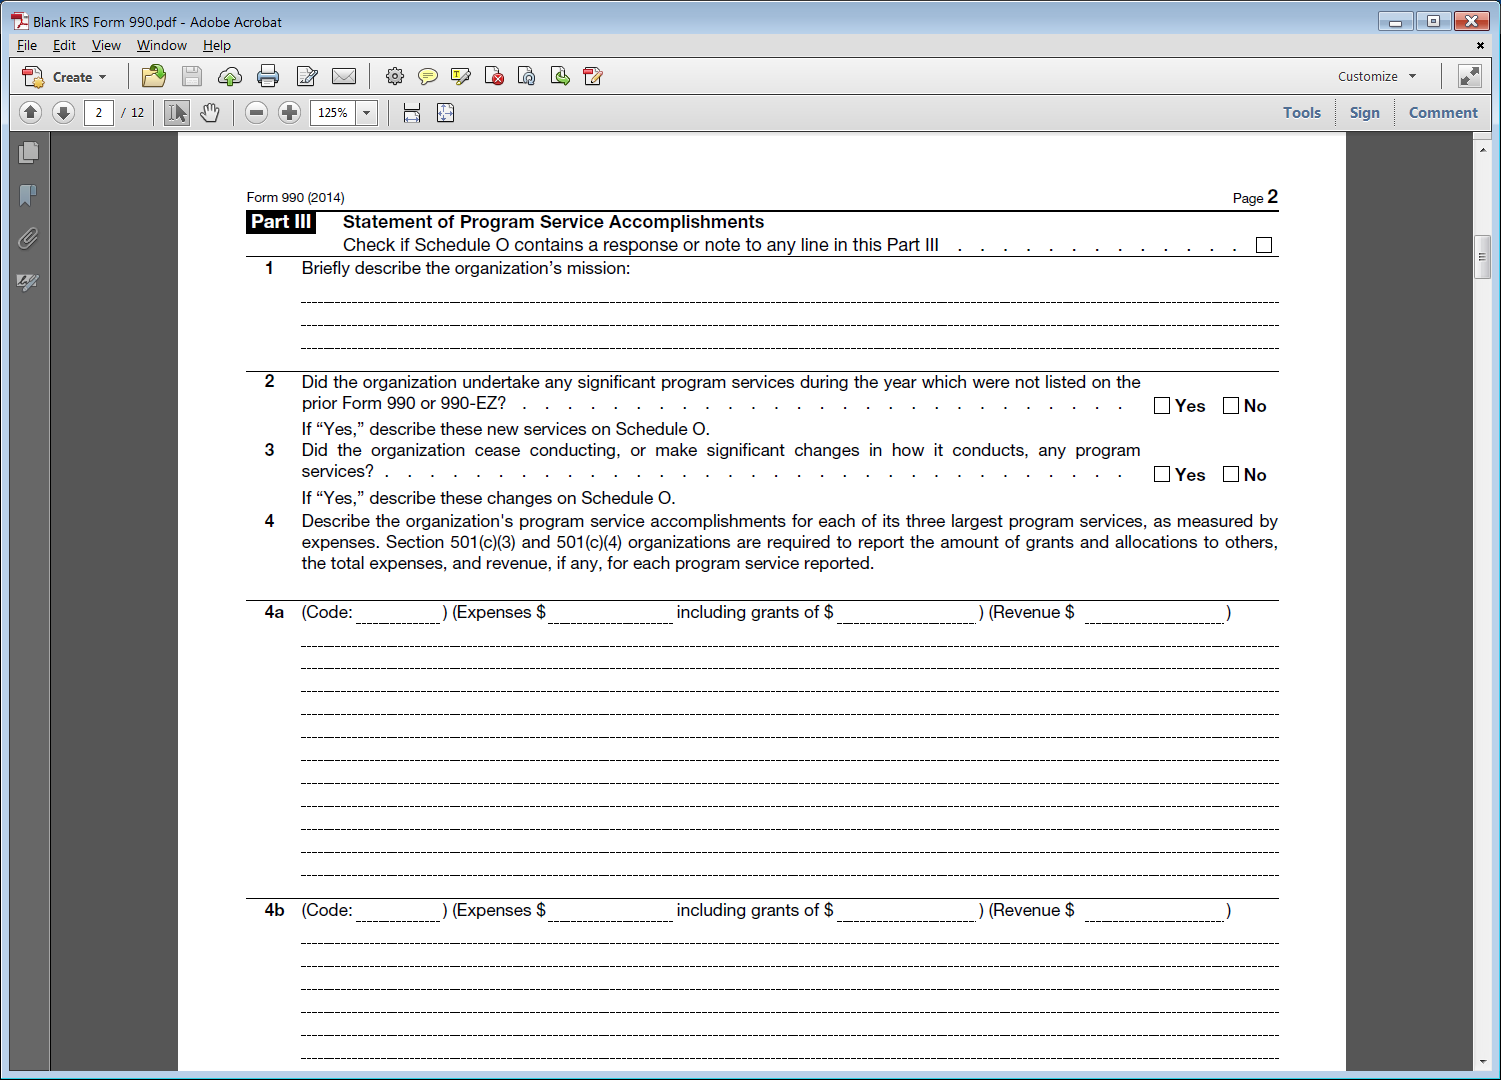 Blank IRS Form 990.pdf - Adobe Acrobat
File Edit View Window Help
Create
Customize
2 / 12 125% Tools Sign Comment
Form 990 (2014) Page 2
Part III Statement of Program Service Accomplishments
Check if Schedule O contains a response or note to any line in this Part III . . . . . . . . . . . . .
1 Briefly describe the organization’s mission:
2 Did the organization undertake any significant program services during the year which were not listed on the
prior Form 990 or 990-EZ? . . . . . . . . . . . . . . . . . . . . . . . . . . . Yes No
If “Yes,” describe these new services on Schedule O.
3 Did the organization cease conducting, or make significant changes in how it conducts, any program
services? . . . . . . . . . . . . . . . . . . . . . . . . . . . . . . . . . Yes No
If “Yes,” describe these changes on Schedule O.
4 Describe the organization's program service accomplishments for each of its three largest program services, as measured by
expenses. Section 501(c)(3) and 501(c)(4) organizations are required to report the amount of grants and allocations to others,
the total expenses, and revenue, if any, for each program service reported.
4a (Code: ) (Expenses $ including grants of $ ) (Revenue $ )
4b (Code: ) (Expenses $ including grants of $ ) (Revenue $ )